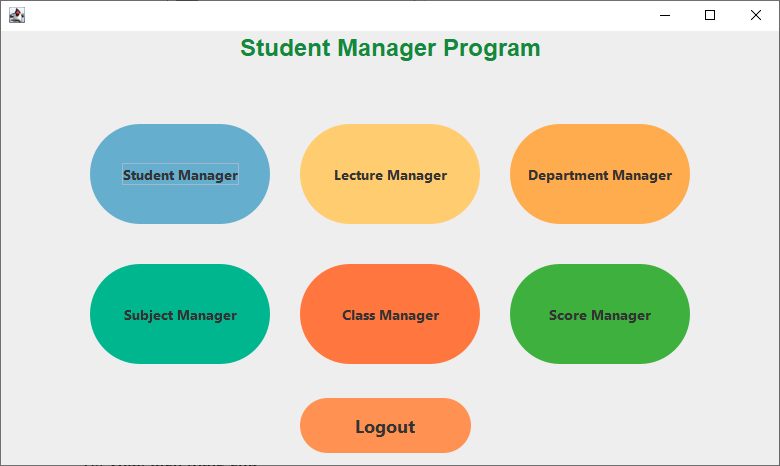 Student Manager Program
Student Manager
Lecture Manager
Department Manager
Subject Manager
Class Manager
Score Manager
Logout